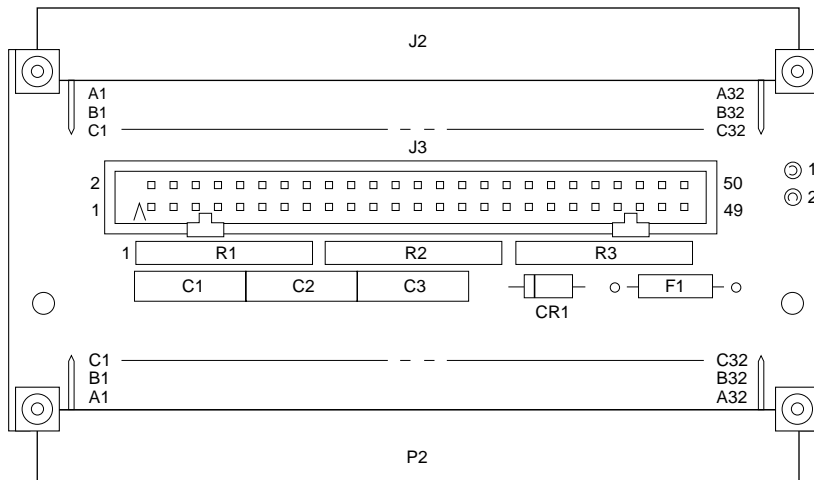 J2
A1 A32
B1 B32
C1 C32
J3
2 50 1
1 49 2
1 R1 R2 R3
C1 C2 C3 F1
CR1
C1 C32
B1 B32
A1 A32
P2